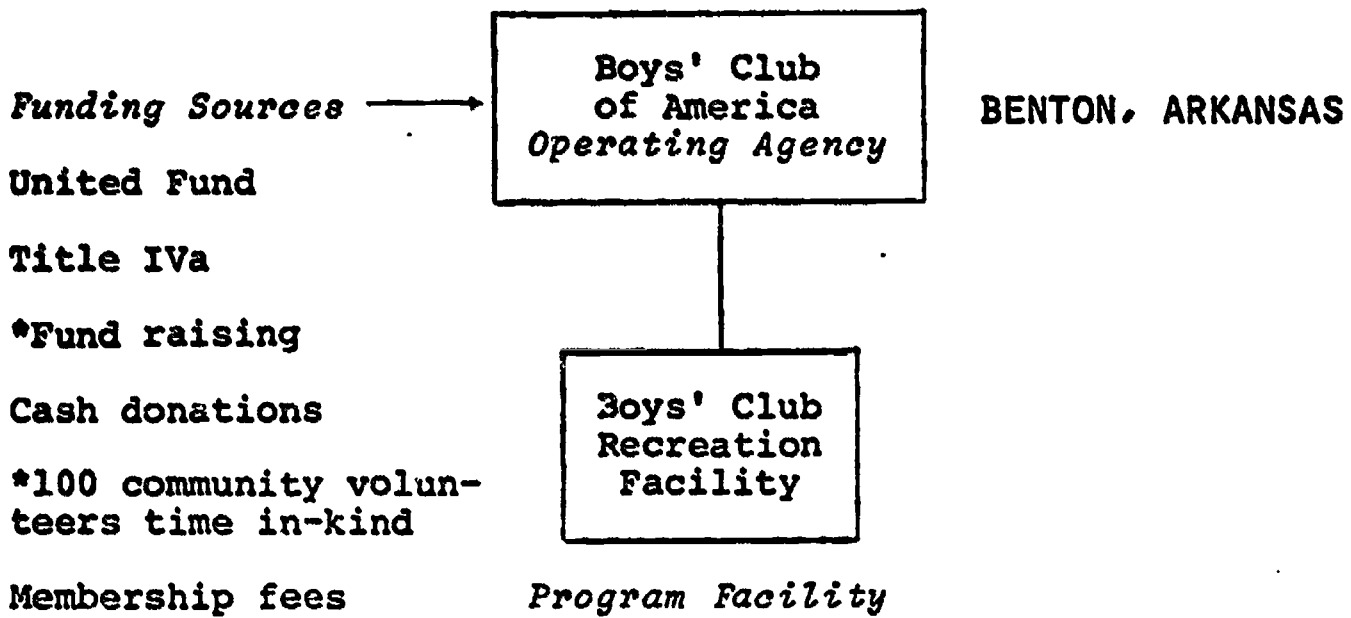 Boys' Club
of America
Operating Agency
BENTON, ARKANSAS
Funding Sources
United Fund
Title IVa
*Fund raising
Cash donations
*100 community volun-
teers time in-kind
Membership fees
Boys' Club
Recreation
Facility
Program Facility